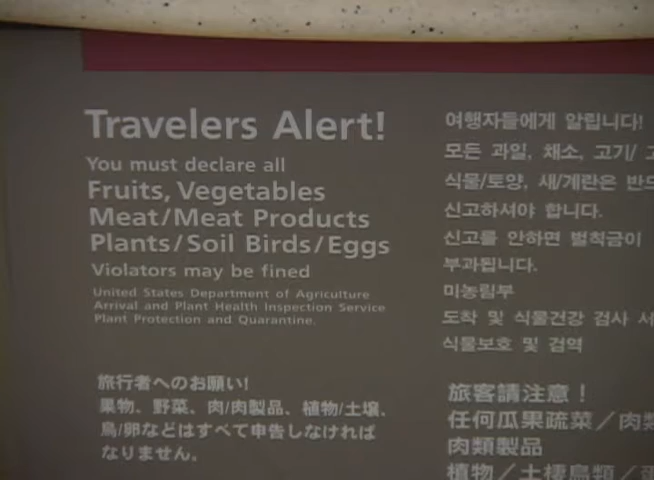 Travelers Alert!
You must declare all
Fruits, Vegetables
Meat/Meat Products
Plants/Soil Birds/Eggs
Violators may be fined
United States Department of Agriculture
Arrival and Plant Health Inspection Service
Plant Protection and Quarantine.
여행자들에게 알립니다!
모든 과일, 채소, 고기/
식물/토양, 새/계란은 반드
신고하셔야 합니다.
신고를 안하면 벌척금이
부과됩니다.
미농림부
도착 및 식물건강 검사 서
식물보호 및 검역
旅行者へのお願い!
果物、野菜、肉/肉製品、植物/土壌、
鳥/卵などはすべて申告しなければ
なりません。
旅客請注意！
任何瓜果疏菜／肉類
肉類製品
植物／土棲鳥類／蛋